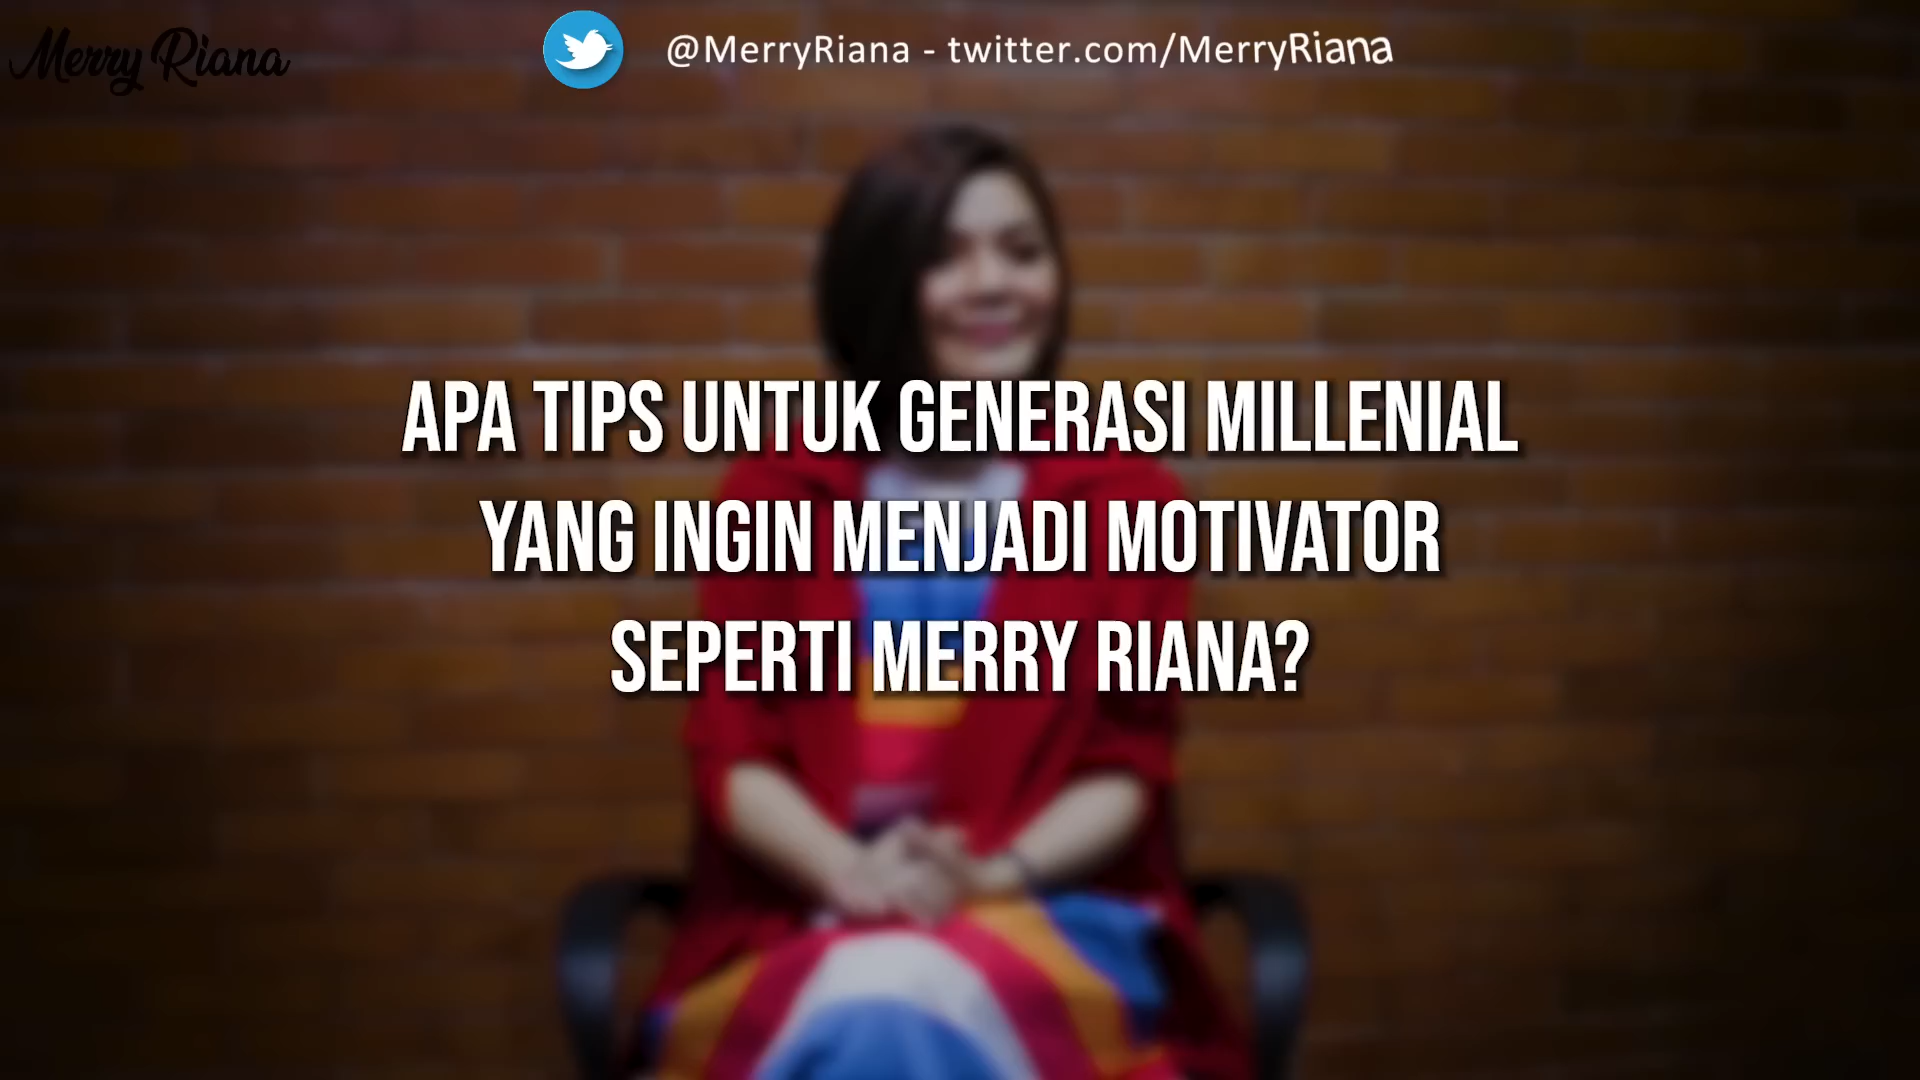 Merry Riana
@MerryRiana - twitter.com/MerryRiana
APA TIPS UNTUK GENERASI MILLENIAL
YANG INGIN MENJADI MOTIVATOR
SEPERTI MERRY RIANA?